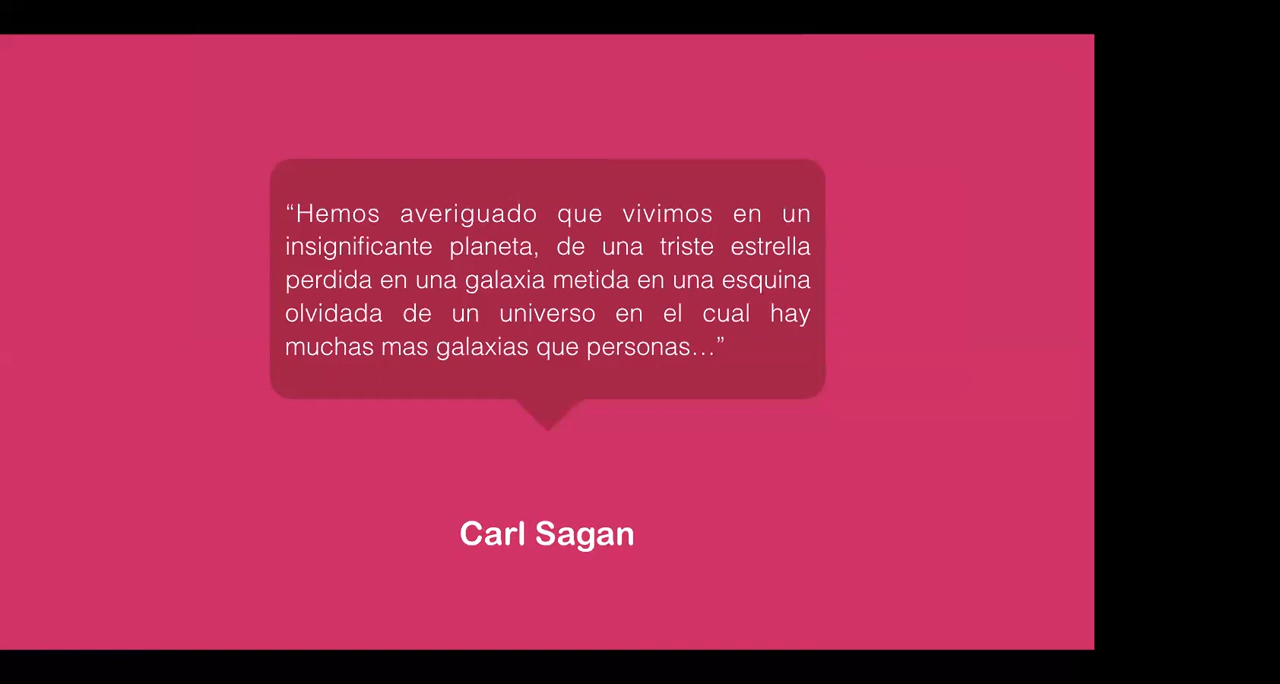 “Hemos averiguado que vivimos en un
insignificante planeta, de una triste estrella
perdida en una galaxia metida en una esquina
olvidada de un universo en el cual hay
muchas mas galaxias que personas…”
Carl Sagan